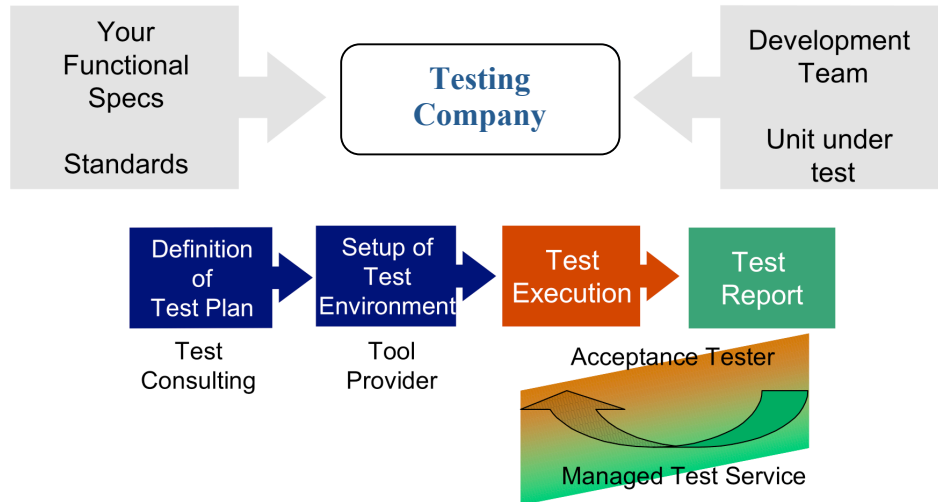 Your
Functional
Specs
Standards
Testing
Company
Development
Team
Unit under
test
Definition
of
Test Plan
Setup of
Test
Environment
Test
Execution
Test
Report
Test
Consulting
Tool
Provider
Acceptance Tester
Managed Test Service